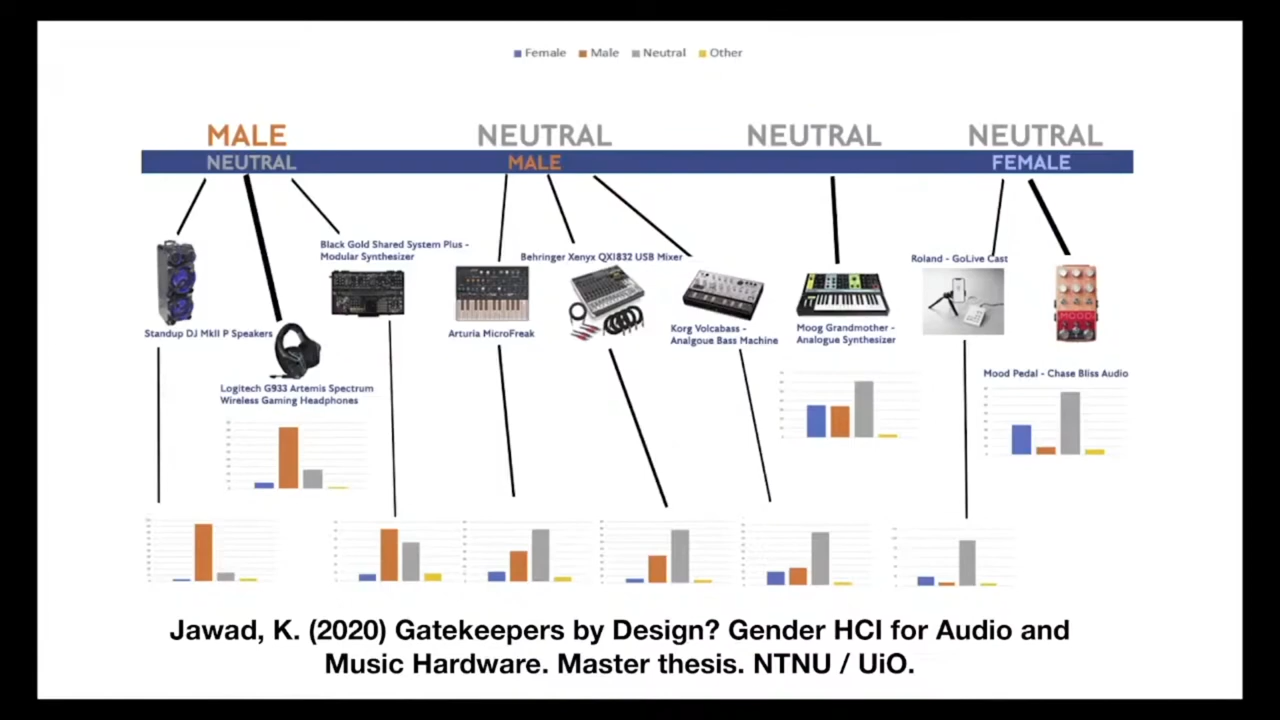 Female Male Neutral Other
MALE
NEUTRAL
NEUTRAL
MALE
NEUTRAL
NEUTRAL
FEMALE
Standup DJ MkII P Speakers
Logitech G933 Artemis Spectrum
Wireless Gaming Headphones
Black Gold Shared System Plus -
Modular Synthesizer
Arturia MicroFreak
Behringer Xenyx QX1832 USB Mixer
Korg Volcabass -
Analgoue Bass Machine
Moog Grandmother -
Analogue Synthesizer
Roland - GoLive Cast
MOOD
Mood Pedal - Chase Bliss Audio
Jawad, K. (2020) Gatekeepers by Design? Gender HCI for Audio and
Music Hardware. Master thesis. NTNU / UiO.